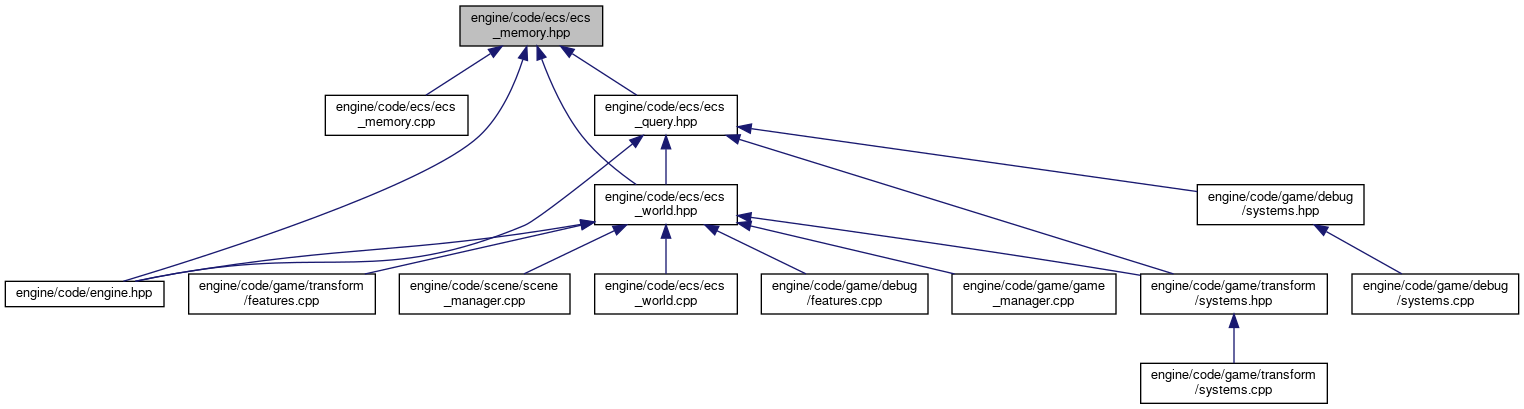 engine/code/ecs/ecs
_memory.hpp
engine/code/ecs/ecs
_memory.cpp
engine/code/ecs/ecs
_query.hpp
engine/code/ecs/ecs
_world.hpp
engine/code/game/debug
/systems.hpp
engine/code/engine.hpp
engine/code/game/transform
/features.cpp
engine/code/scene/scene
_manager.cpp
engine/code/ecs/ecs
_world.cpp
engine/code/game/debug
/features.cpp
engine/code/game/game
_manager.cpp
engine/code/game/transform
/systems.hpp
engine/code/game/debug
/systems.cpp
engine/code/game/transform
/systems.cpp